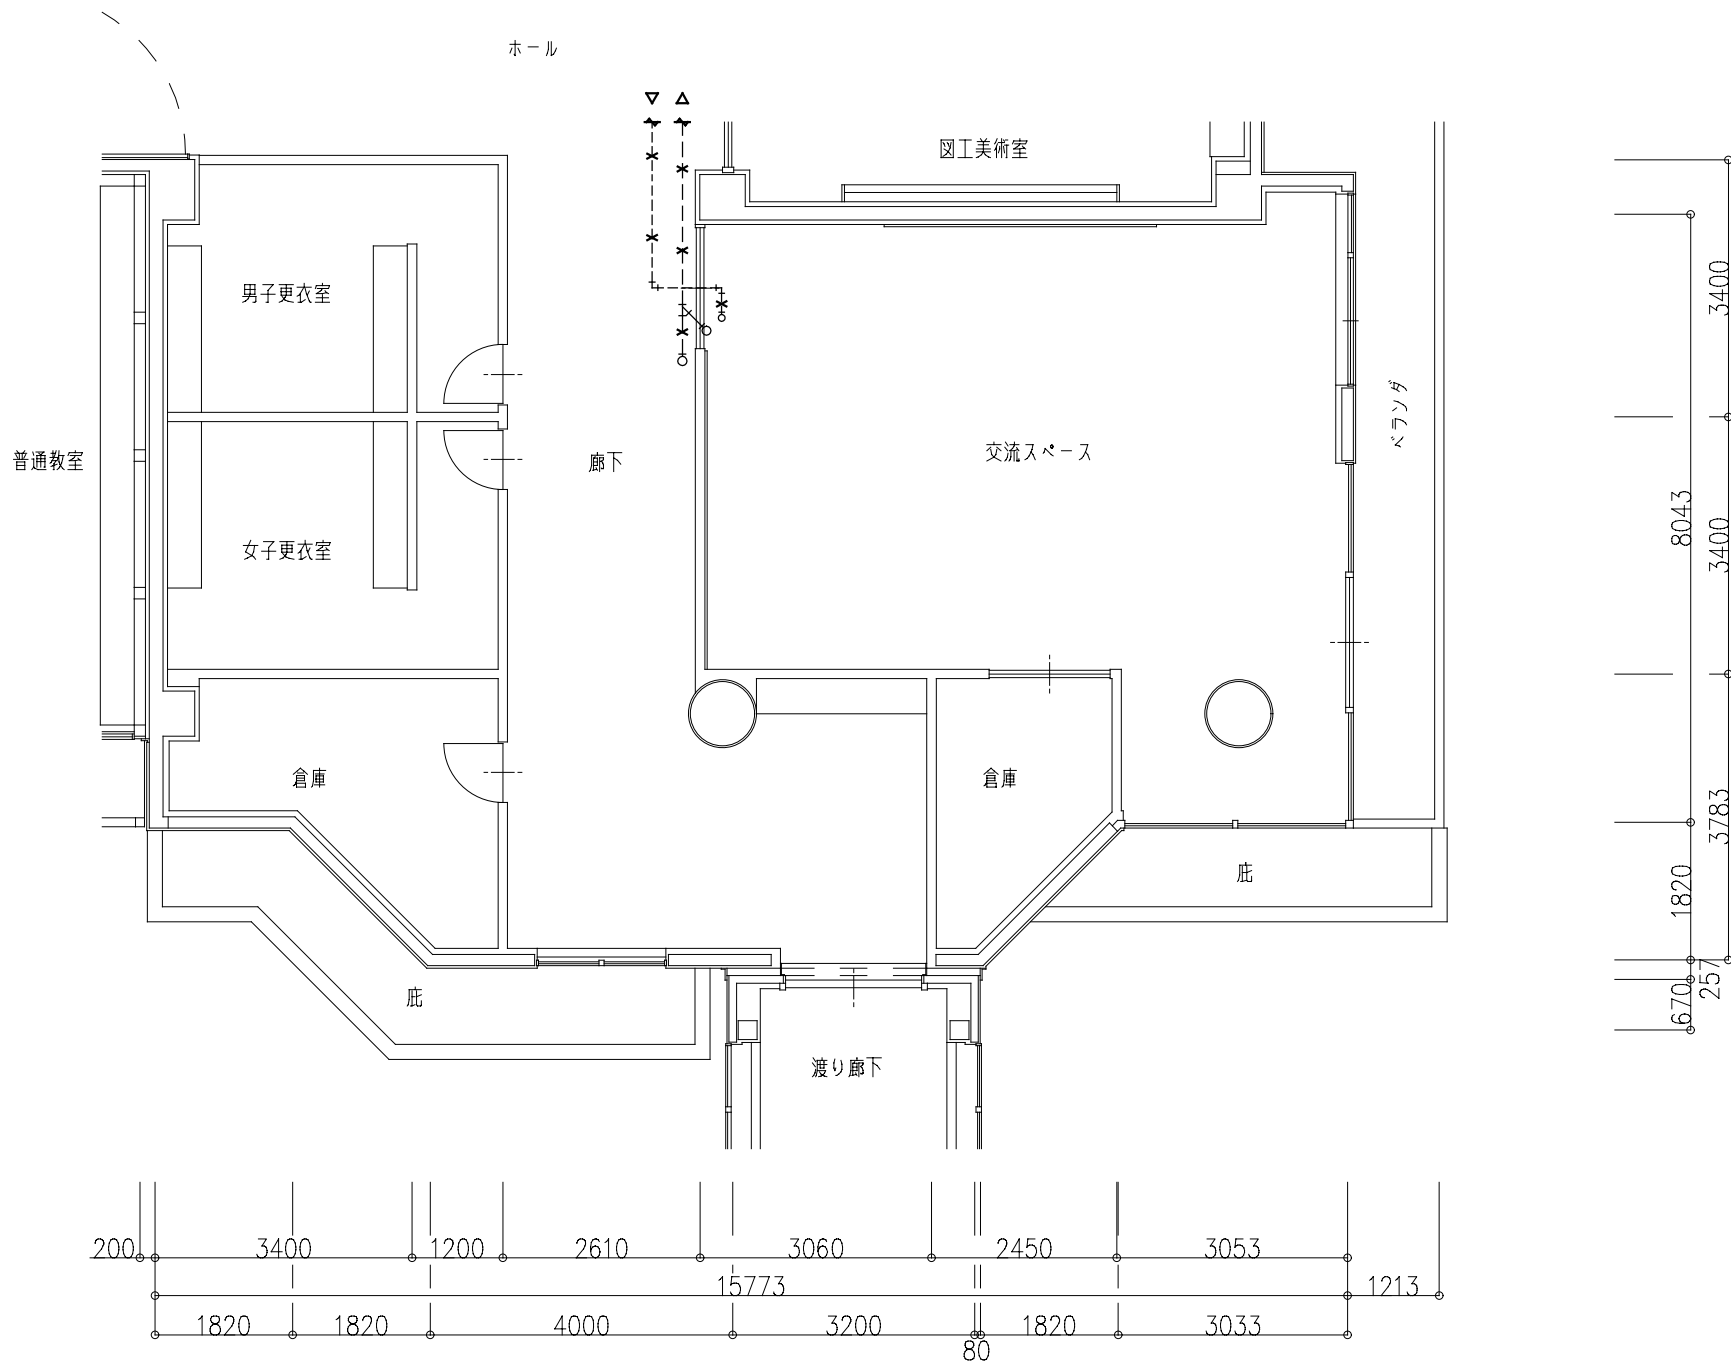 ホール
図工美術室
男子更衣室
普通教室
廊下
交流スペース
ベランダ
女子更衣室
倉庫
倉庫
庇
庇
渡り廊下
3400
8043
3400
3783
1820
257
670
200
3400
1200
2610
3060
2450
3053
15773
1213
1820
1820
4000
3200
1820
3033
80